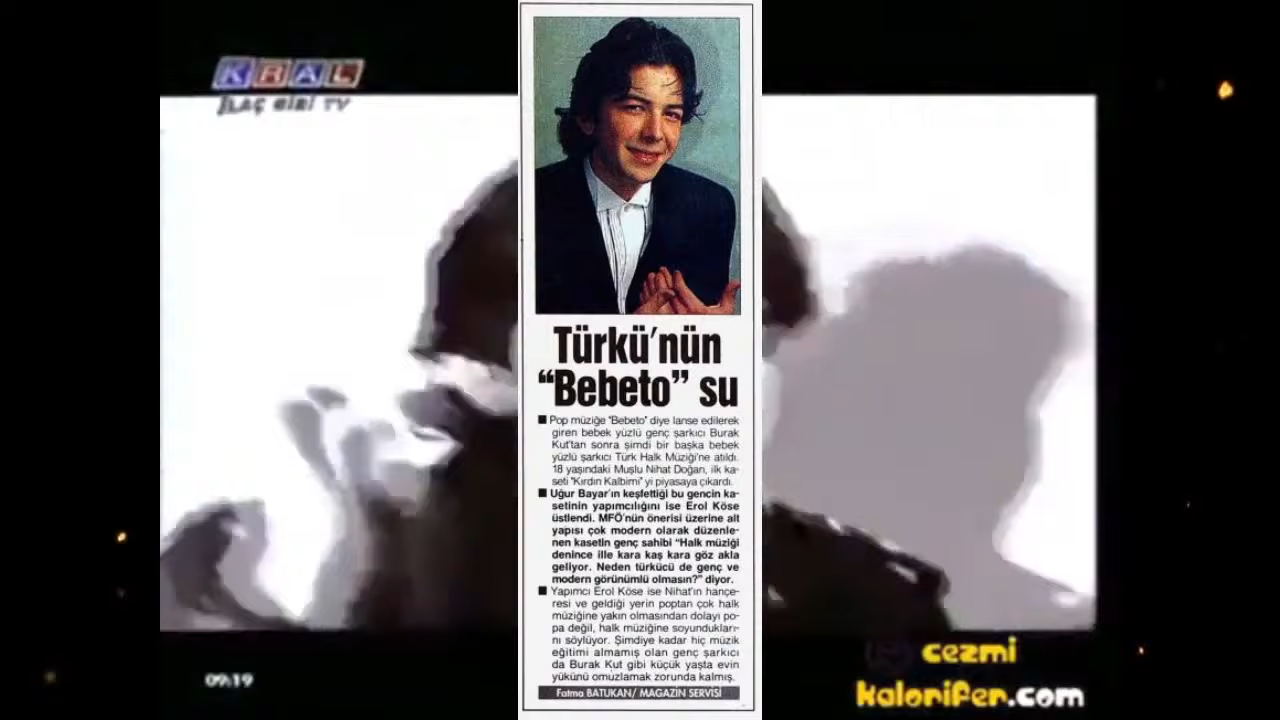 KRAL
İLAÇ GİBİ TV
Türkü'nün
“Bebeto” su
■ Pop müziğe "Bebeto" diye lanse edilerek
giren bebek yüzlü genç şarkıcı Burak
Kut'tan sonra şimdi bir başka bebek
yüzlü şarkıcı Türk Halk Müziği'ne atıldı.
18 yaşındaki Muşlu Nihat Doğan, ilk ka-
seti "Kırdın Kalbimi" yi piyasaya çıkardı.
■ Uğur Bayar'ın keşfettiği bu gencin ka-
setinin yapımcılığını ise Erol Köse
üstlendi. MFÖ'nün önerisi üzerine alt
yapısı çok modern olarak düzenle-
nen kasetin genç sahibi “Halk müziği
denince ille kara kaş kara göz akla
geliyor. Neden türkücü de genç ve
modern görünümlü olmasın?” diyor.
■ Yapımcı Erol Köse ise Nihat'ın hançe-
resi ve geldiği yerin poptan çok halk
müziğine yakın olmasından dolayı po-
pa değil, halk müziğine soyundukları-
nı söylüyor. Şimdiye kadar hiç müzik
eğitimi almamış olan genç şarkıcı
da Burak Kut gibi küçük yaşta evin
yükünü omuzlamak zorunda kalmış.
Fatma BATUKAN/ MAGAZİN SERVİSİ
09:19
cezmi
kalorifer.com